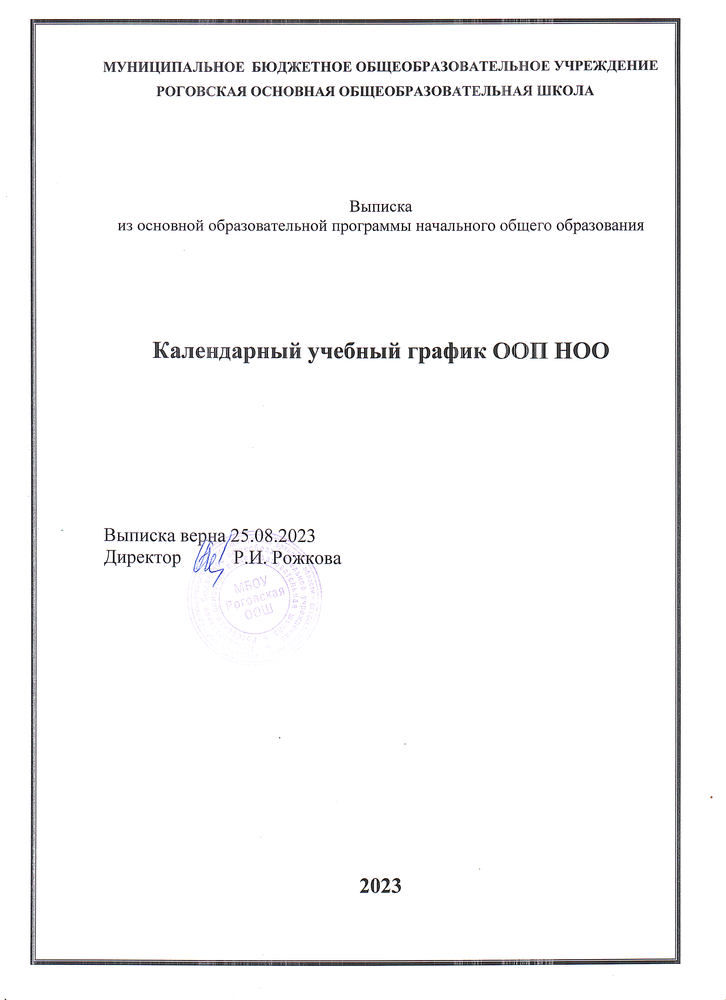 МУНИЦИПАЛЬНОЕ БЮДЖЕТНОЕ ОБЩЕОБРАЗОВАТЕЛЬНОЕ УЧРЕЖДЕНИЕ
РОГОВСКАЯ ОСНОВНАЯ ОБЩЕОБРАЗОВАТЕЛЬНАЯ ШКОЛА
Выписка
из основной образовательной программы начального общего образования
Календарный учебный график ООП НОО
Выписка верна 25.08.2023
Директор Р.И. Рожкова
МБОУ
Роговская
ООШ
2023